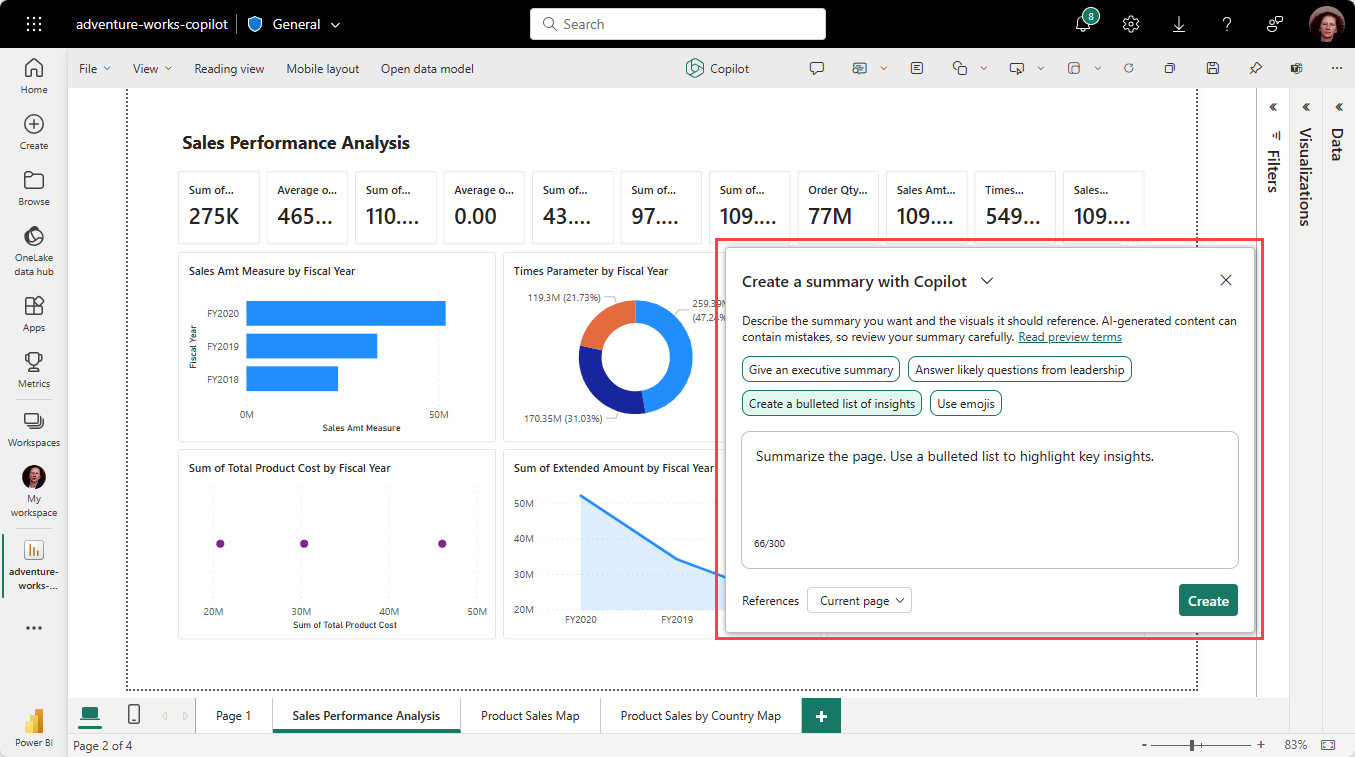 adventure-works-copilot
General
Search
8
Home
Create
Browse
OneLake
data hub
Apps
Metrics
Workspaces
My
workspace
adventure-
works-...
Power BI
File
View
Reading view
Mobile layout
Open data model
Copilot
Sales Performance Analysis
Sum of...
275K
Average o...
465...
Sum of...
110....
Average o...
0.00
Sum of...
43....
Sum of...
97....
Sum of...
109....
Order Qty...
77M
Sales Amt...
109....
Times...
549...
Sales...
109....
Sales Amt Measure by Fiscal Year
Fiscal Year
FY2020
FY2019
FY2018
0M
50M
Sales Amt Measure
Times Parameter by Fiscal Year
119.3M (21.73%)
170.35M (31.03%)
Sum of Total Product Cost by Fiscal Year
20M
30M
40M
50M
Sum of Total Product Cost
Sum of Extended Amount by Fiscal Year
50M
40M
30M
20M
FY2020
FY2019
Create a summary with Copilot
Describe the summary you want and the visuals it should reference. AI-generated content can
contain mistakes, so review your summary carefully. Read preview terms
Give an executive summary
Answer likely questions from leadership
Create a bulleted list of insights
Use emojis
Summarize the page. Use a bulleted list to highlight key insights.
66/300
References
Current page
Create
Filters
Visualizations
Data
Page 1
Sales Performance Analysis
Product Sales Map
Product Sales by Country Map
+
Page 2 of 4
- + 83%